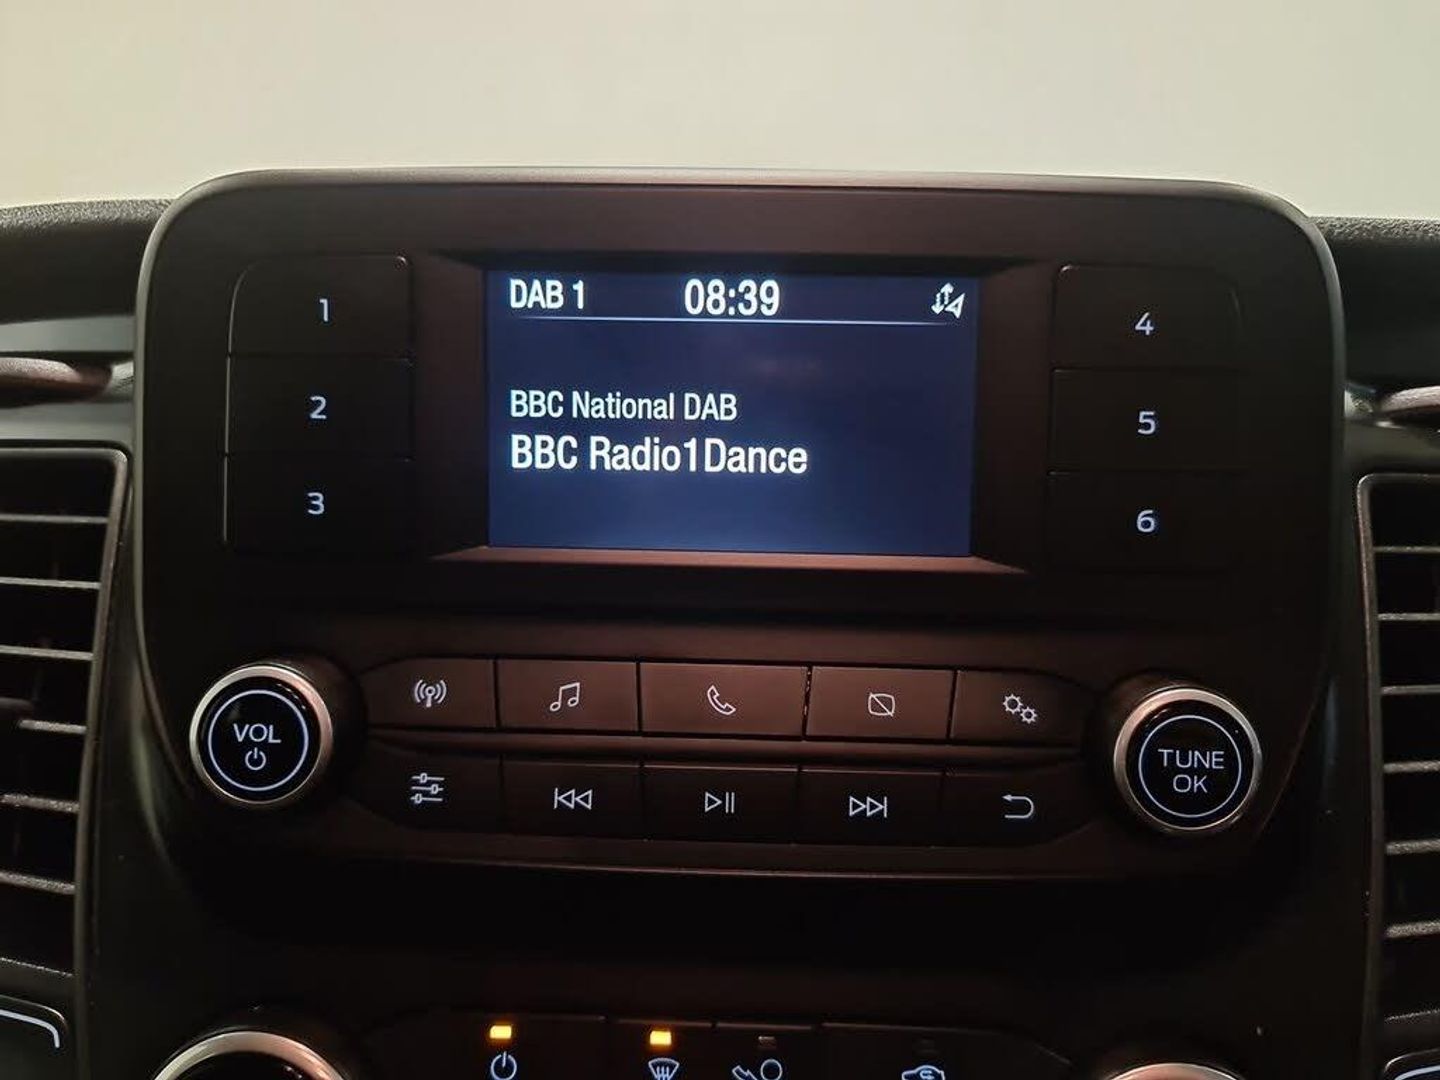 DAB 1 08:39
BBC National DAB
BBC Radio1Dance
1
2
3
4
5
6
VOL
TUNE
OK